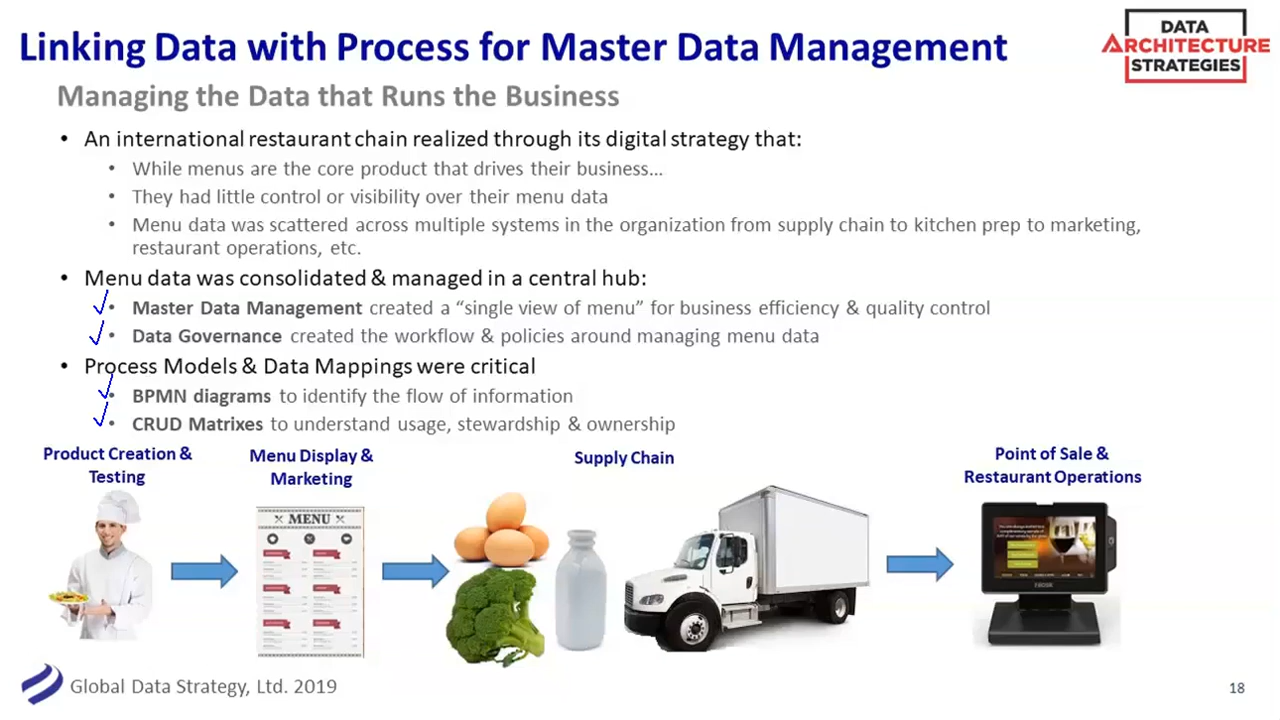 Linking Data with Process for Master Data Management
DATA
ARCHITECTURE
STRATEGIES
Managing the Data that Runs the Business
• An international restaurant chain realized through its digital strategy that:
• While menus are the core product that drives their business...
• They had little control or visibility over their menu data
• Menu data was scattered across multiple systems in the organization from supply chain to kitchen prep to marketing,
restaurant operations, etc.
• Menu data was consolidated & managed in a central hub:
• Master Data Management created a “single view of menu” for business efficiency & quality control
• Data Governance created the workflow & policies around managing menu data
• Process Models & Data Mappings were critical
• BPMN diagrams to identify the flow of information
• CRUD Matrixes to understand usage, stewardship & ownership
Product Creation &
Testing
Menu Display &
Marketing
Supply Chain
Point of Sale &
Restaurant Operations
MENU
Global Data Strategy, Ltd. 2019
18